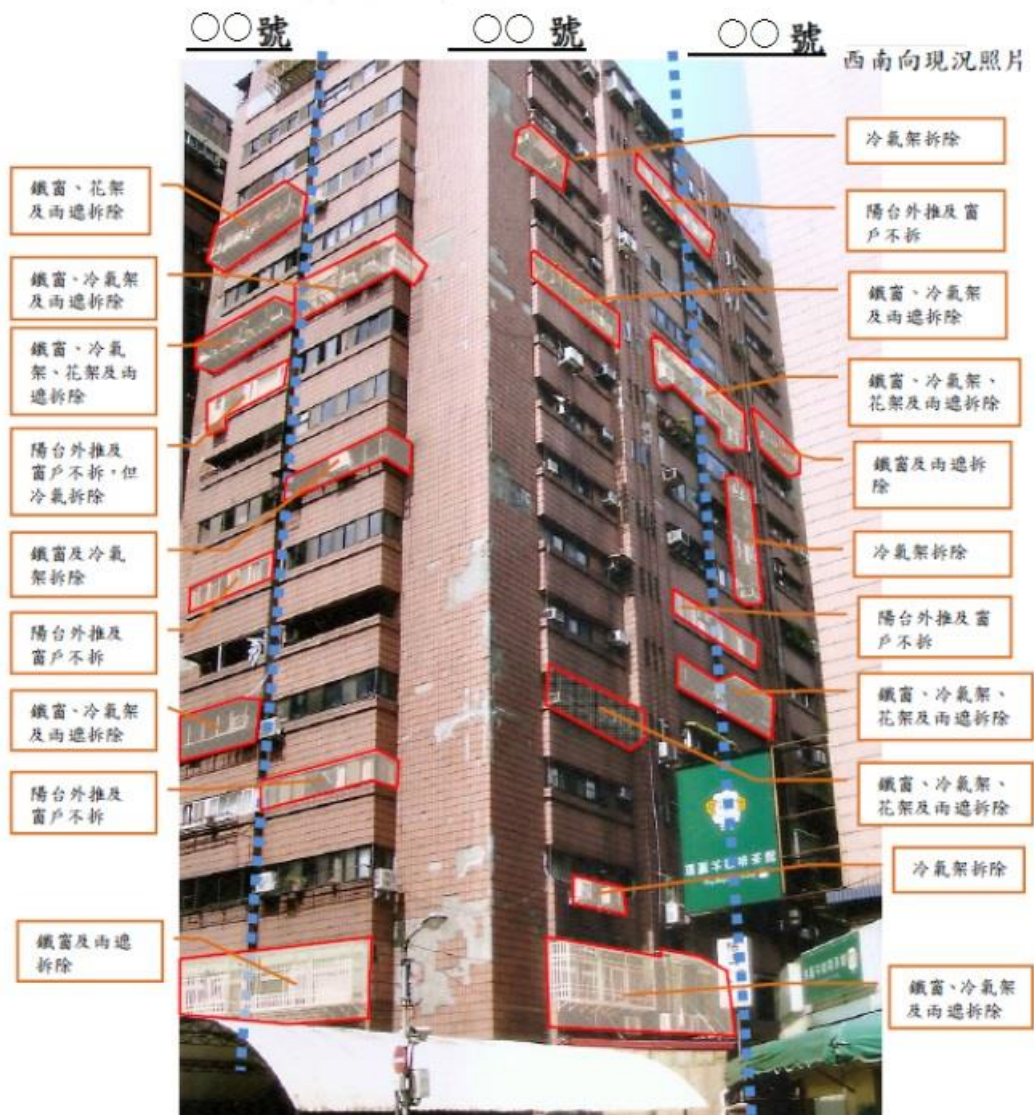 ○○號
○○號
○○號
西南向現況照片
鐵窗、花架
及雨遮拆除
鐵窗、冷氣架
及雨遮拆除
鐵窗、冷氣
架、花架及雨
遮拆除
陽台外推及
窗戶不拆，但
冷氣拆除
鐵窗及冷氣
架拆除
陽台外推及
窗戶不拆
鐵窗、冷氣架
及雨遮拆除
陽台外推及
窗戶不拆
鐵窗及雨遮
拆除
冷氣架拆除
陽台外推及窗
戶不拆
鐵窗、冷氣架
及雨遮拆除
鐵窗、冷氣架、
花架及雨遮拆除
鐵窗及雨遮拆
除
冷氣架拆除
陽台外推及窗
戶不拆
鐵窗、冷氣架、
花架及雨遮拆除
鐵窗、冷氣架、
花架及雨遮拆除
冷氣架拆除
鐵窗、冷氣架
及雨遮拆除